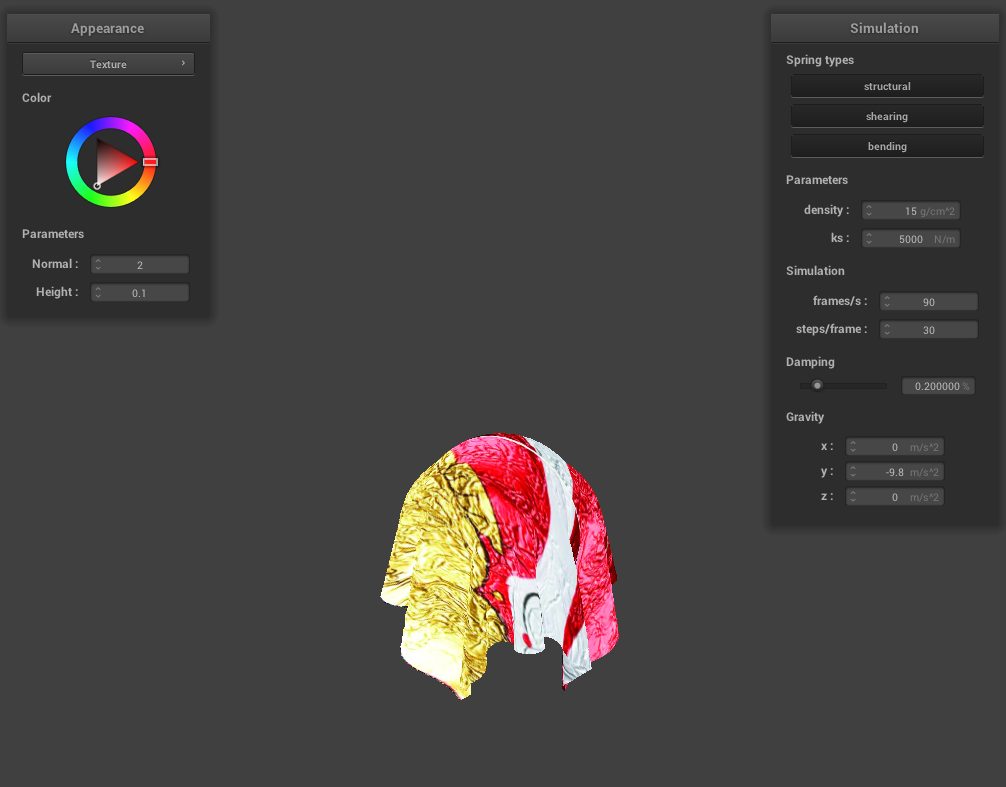 Appearance
Texture
Color
Parameters
Normal : 2
Height : 0.1
Simulation
Spring types
structural
shearing
bending
Parameters
density : 15 g/cm^2
ks : 5000 N/m
Simulation
frames/s : 90
steps/frame : 30
Damping
0.200000 %
Gravity
x : 0 m/s^2
y : -9.8 m/s^2
z : 0 m/s^2